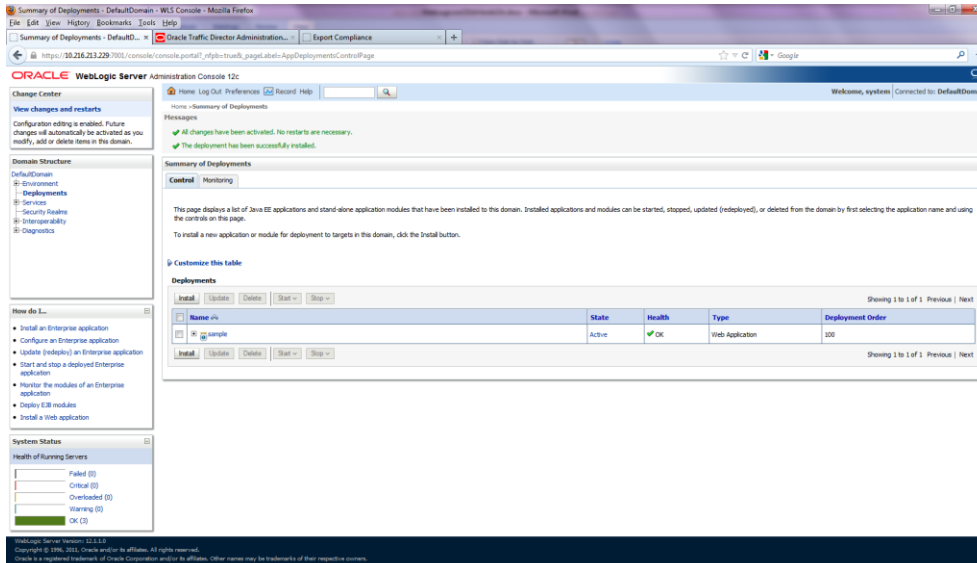 Summary of Deployments - DefaultDomain - WLS Console - Mozilla Firefox
File Edit View History Bookmarks Tools Help
Summary of Deployments - DefaultD... × Oracle Traffic Director Administration... × Export Compliance × +
https://10.216.213.229:7001/console/console.portal?_nfpb=true&_pageLabel=AppDeploymentsControlPage
Google
ORACLE WebLogic Server Administration Console 12c
Change Center
View changes and restarts
Configuration editing is enabled. Future
changes will automatically be activated as you
modify, add or delete items in this domain.
Domain Structure
DefaultDomain
Environment
Deployments
Services
Security Realms
Interoperability
Diagnostics
How do I...
Install an Enterprise application
Configure an Enterprise application
Update (redeploy) an Enterprise application
Start and stop a deployed Enterprise
application
Monitor the modules of an Enterprise
application
Deploy EJB modules
Install a Web application
System Status
Health of Running Servers
Failed (0)
Critical (0)
Overloaded (0)
Warning (0)
OK (3)
Home Log Out Preferences Record Help
Welcome, system Connected to: DefaultDom
Home >Summary of Deployments
Messages
All changes have been activated. No restarts are necessary.
The deployment has been successfully installed.
Summary of Deployments
Control Monitoring
This page displays a list of Java EE applications and stand-alone application modules that have been installed to this domain. Installed applications and modules can be started, stopped, updated (redeployed), or deleted from the domain by first selecting the application name and using
the controls on this page.
To install a new application or module for deployment to targets in this domain, click the Install button.
Customize this table
Deployments
Install Update Delete Start Stop Showing 1 to 1 of 1 Previous | Next
Name State Health Type Deployment Order
sample Active OK Web Application 100
Install Update Delete Start Stop Showing 1 to 1 of 1 Previous | Next
WebLogic Server Version: 12.1.1.0
Copyright © 1996, 2011, Oracle and/or its affiliates. All rights reserved.
Oracle is a registered trademark of Oracle Corporation and/or its affiliates. Other names may be trademarks of their respective owners.